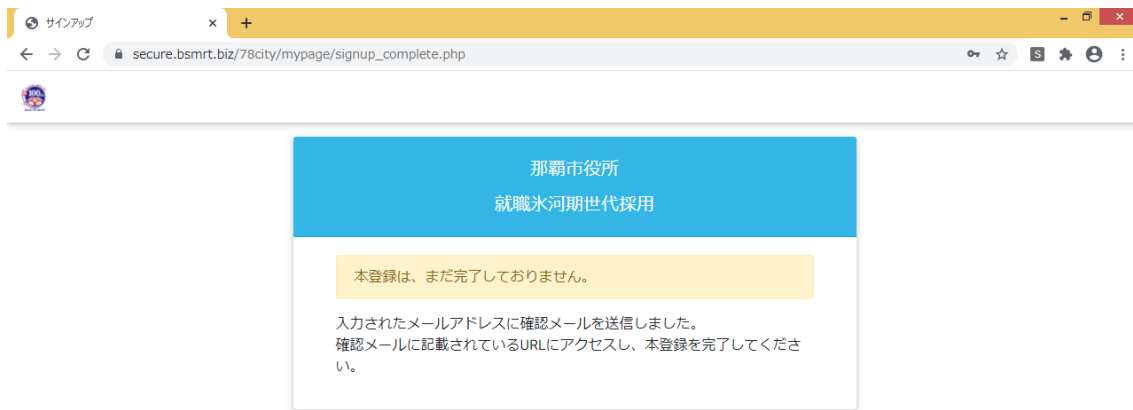 サインアップ
secure.bsmrt.biz/78city/mypage/signup_complete.php
S
100th
那覇市役所
就職氷河期世代採用
本登録は、まだ完了しておりません。
入力されたメールアドレスに確認メールを送信しました。
確認メールに記載されているURLにアクセスし、本登録を完了してくださ
い。